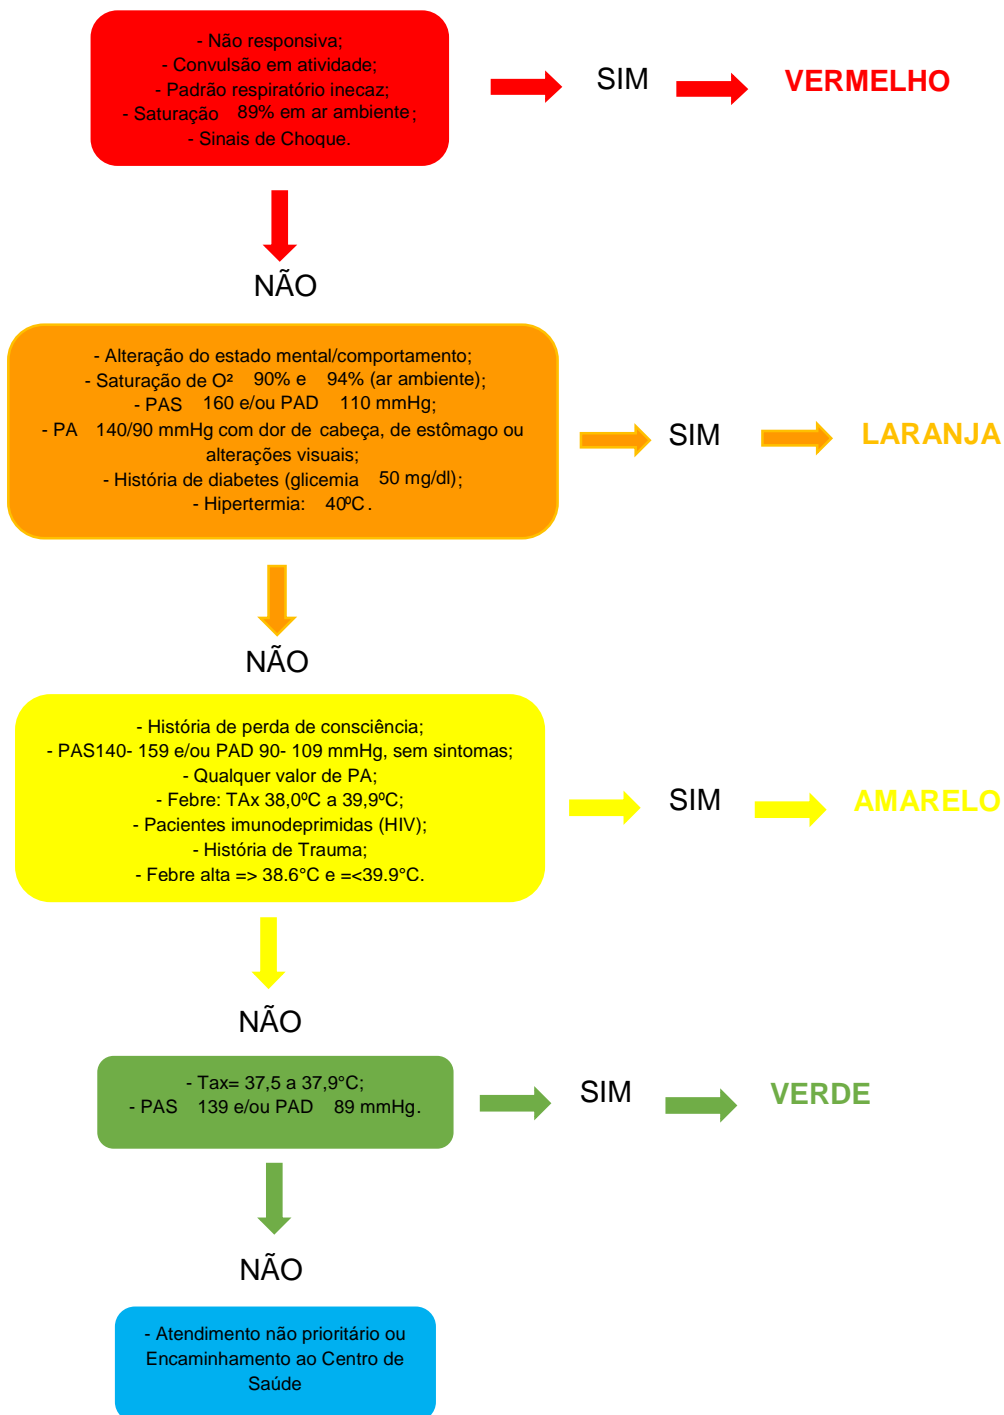 - Não responsiva;
- Convulsão em atividade;
- Padrão respiratório inecaz;
- Saturação 89% em ar ambiente;
- Sinais de Choque.
SIM
VERMELHO
NÃO
- Alteração do estado mental/comportamento;
- Saturação de O² 90% e 94% (ar ambiente);
- PAS 160 e/ou PAD 110 mmHg;
- PA 140/90 mmHg com dor de cabeça, de estômago ou
alterações visuais;
- História de diabetes (glicemia 50 mg/dl);
- Hipertermia: 40ºC.
SIM
LARANJA
NÃO
- História de perda de consciência;
- PAS140- 159 e/ou PAD 90- 109 mmHg, sem sintomas;
- Qualquer valor de PA;
- Febre: TAx 38,0ºC a 39,9ºC;
- Pacientes imunodeprimidas (HIV);
- História de Trauma;
- Febre alta => 38.6°C e =<39.9°C.
SIM
AMARELO
NÃO
- Tax= 37,5 a 37,9°C;
- PAS 139 e/ou PAD 89 mmHg.
SIM
VERDE
NÃO
- Atendimento não prioritário ou
Encaminhamento ao Centro de
Saúde